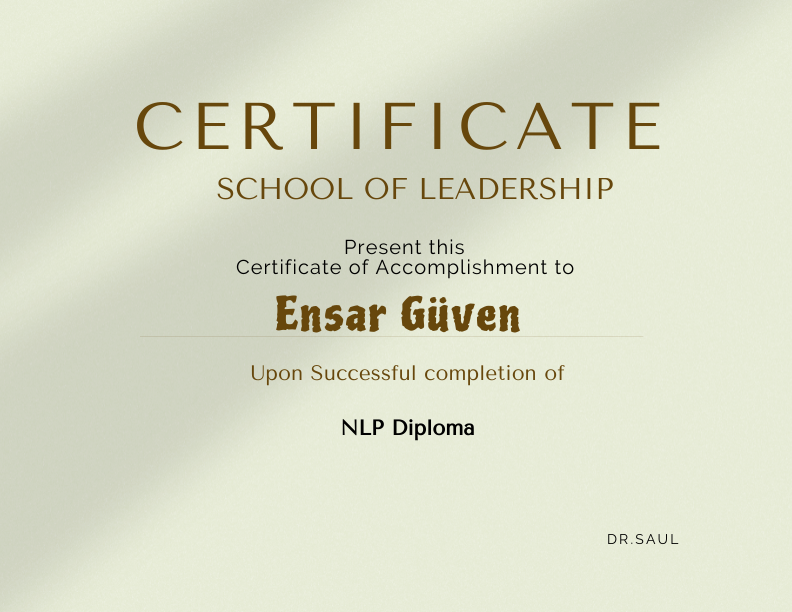 CERTIFICATE
SCHOOL OF LEADERSHIP
Present this
Certificate of Accomplishment to
Ensar Güven
Upon Successful completion of
NLP Diploma
DR.SAUL